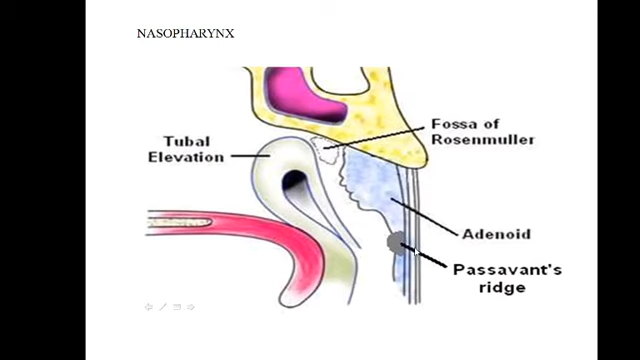 NASOPHARYNX
Fossa of
Rosenmuller
Tubal
Elevation
Adenoid
Passavant's
ridge